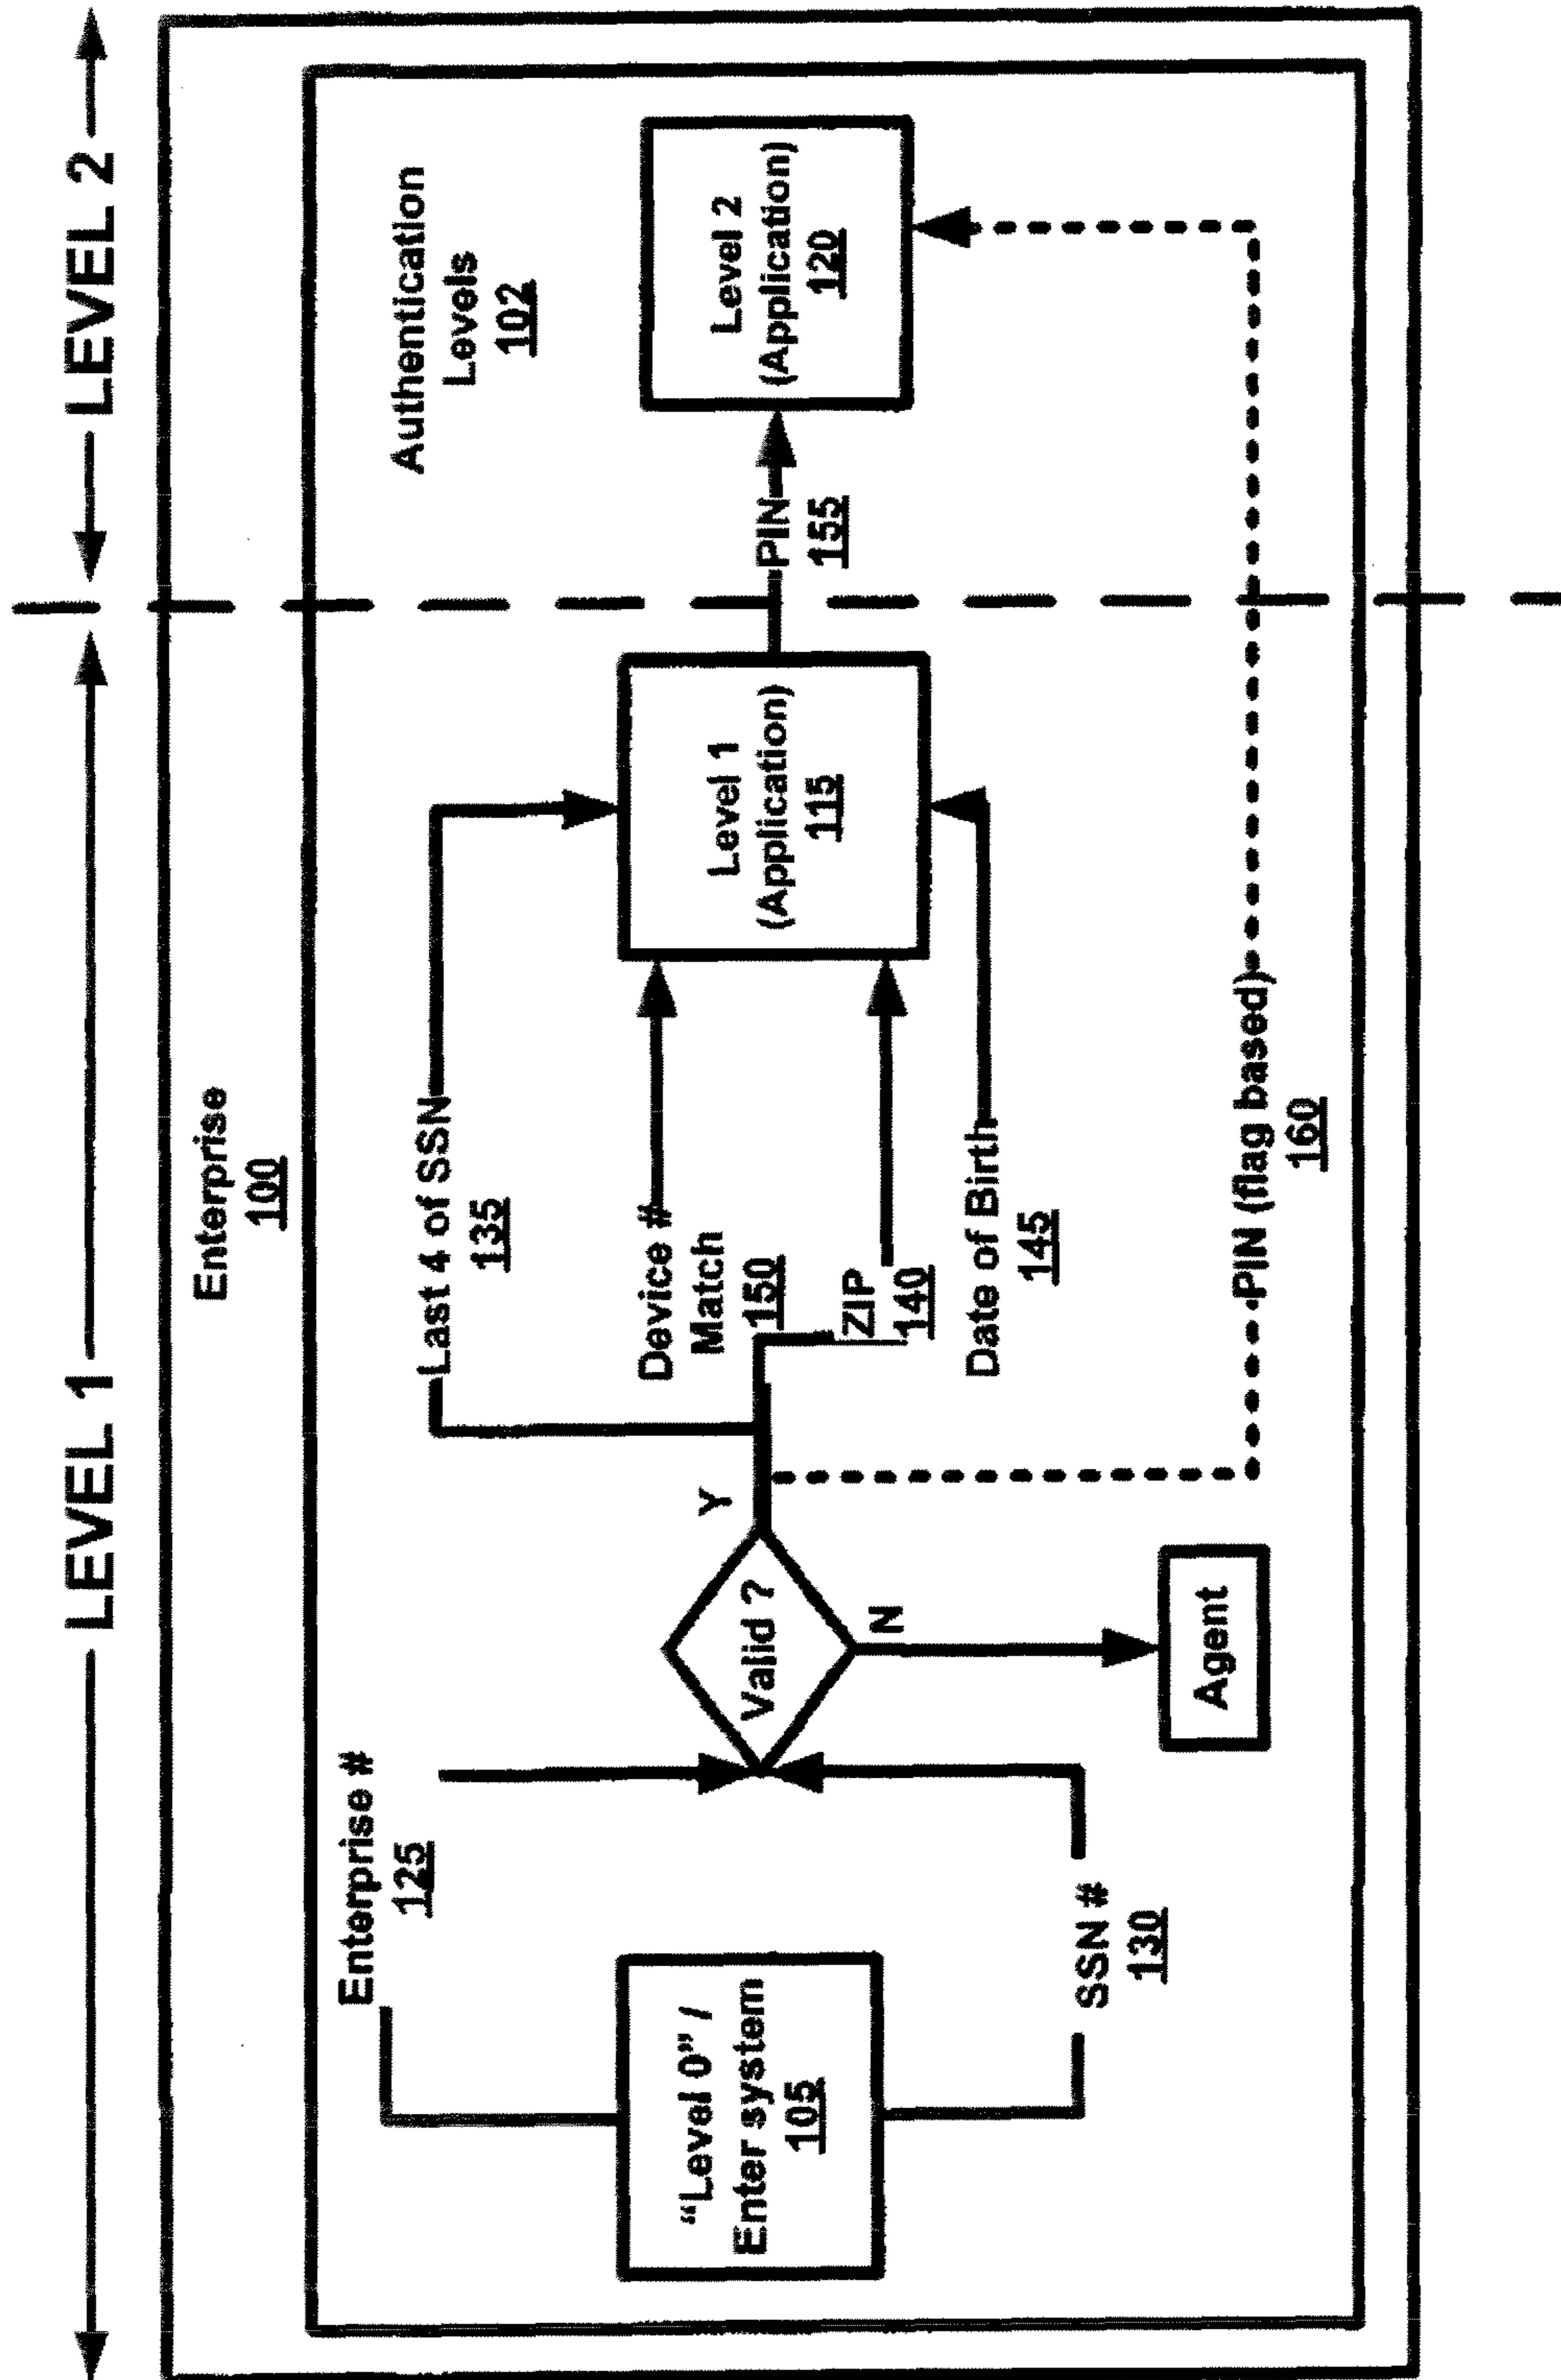 LEVEL 1
LEVEL 2
Enterprise
100
Authentication
Levels
102
Enterprise #
125
“Level 0” /
Enter system
105
SSN #
130
Valid ?
Y
N
Agent
Last 4 of SSN
135
Device #
Match
150
ZIP
140
Date of Birth
145
PIN (flag based)
160
Level 1
(Application)
115
PIN
155
Level 2
(Application)
120